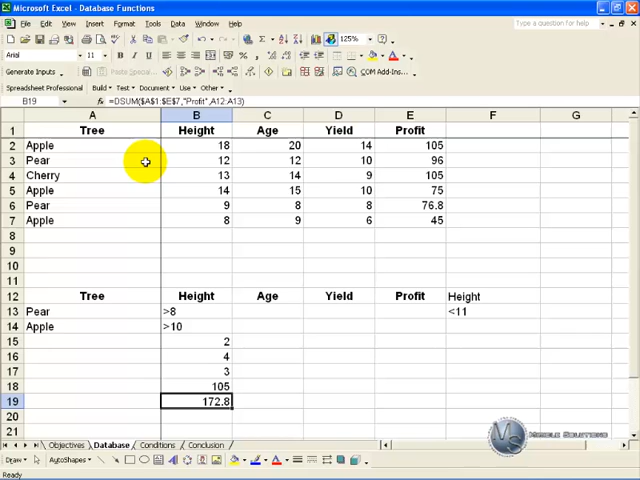 Microsoft Excel - Database Functions
File Edit View Insert Format Tools Data Window Help
Type a question for help
125%
Arial 11 B I U
Generate Inputs Paste Special... COM Add-Ins...
Spreadsheet Professional Build Test Document Use Other
B19 fx =DSUM($A$1:$E$7,"Profit",A12:A13)
A B C D E F G
1 Tree Height Age Yield Profit
2 Apple 18 20 14 105
3 Pear 12 12 10 96
4 Cherry 13 14 9 105
5 Apple 14 15 10 75
6 Pear 9 8 8 76.8
7 Apple 8 9 6 45
8
9
10
11
12 Tree Height Age Yield Profit Height
13 Pear >8 <11
14 Apple >10
15 2
16 4
17 3
18 105
19 172.8
20
21
Objectives Database Conditions Conclusion
Draw AutoShapes
Ready